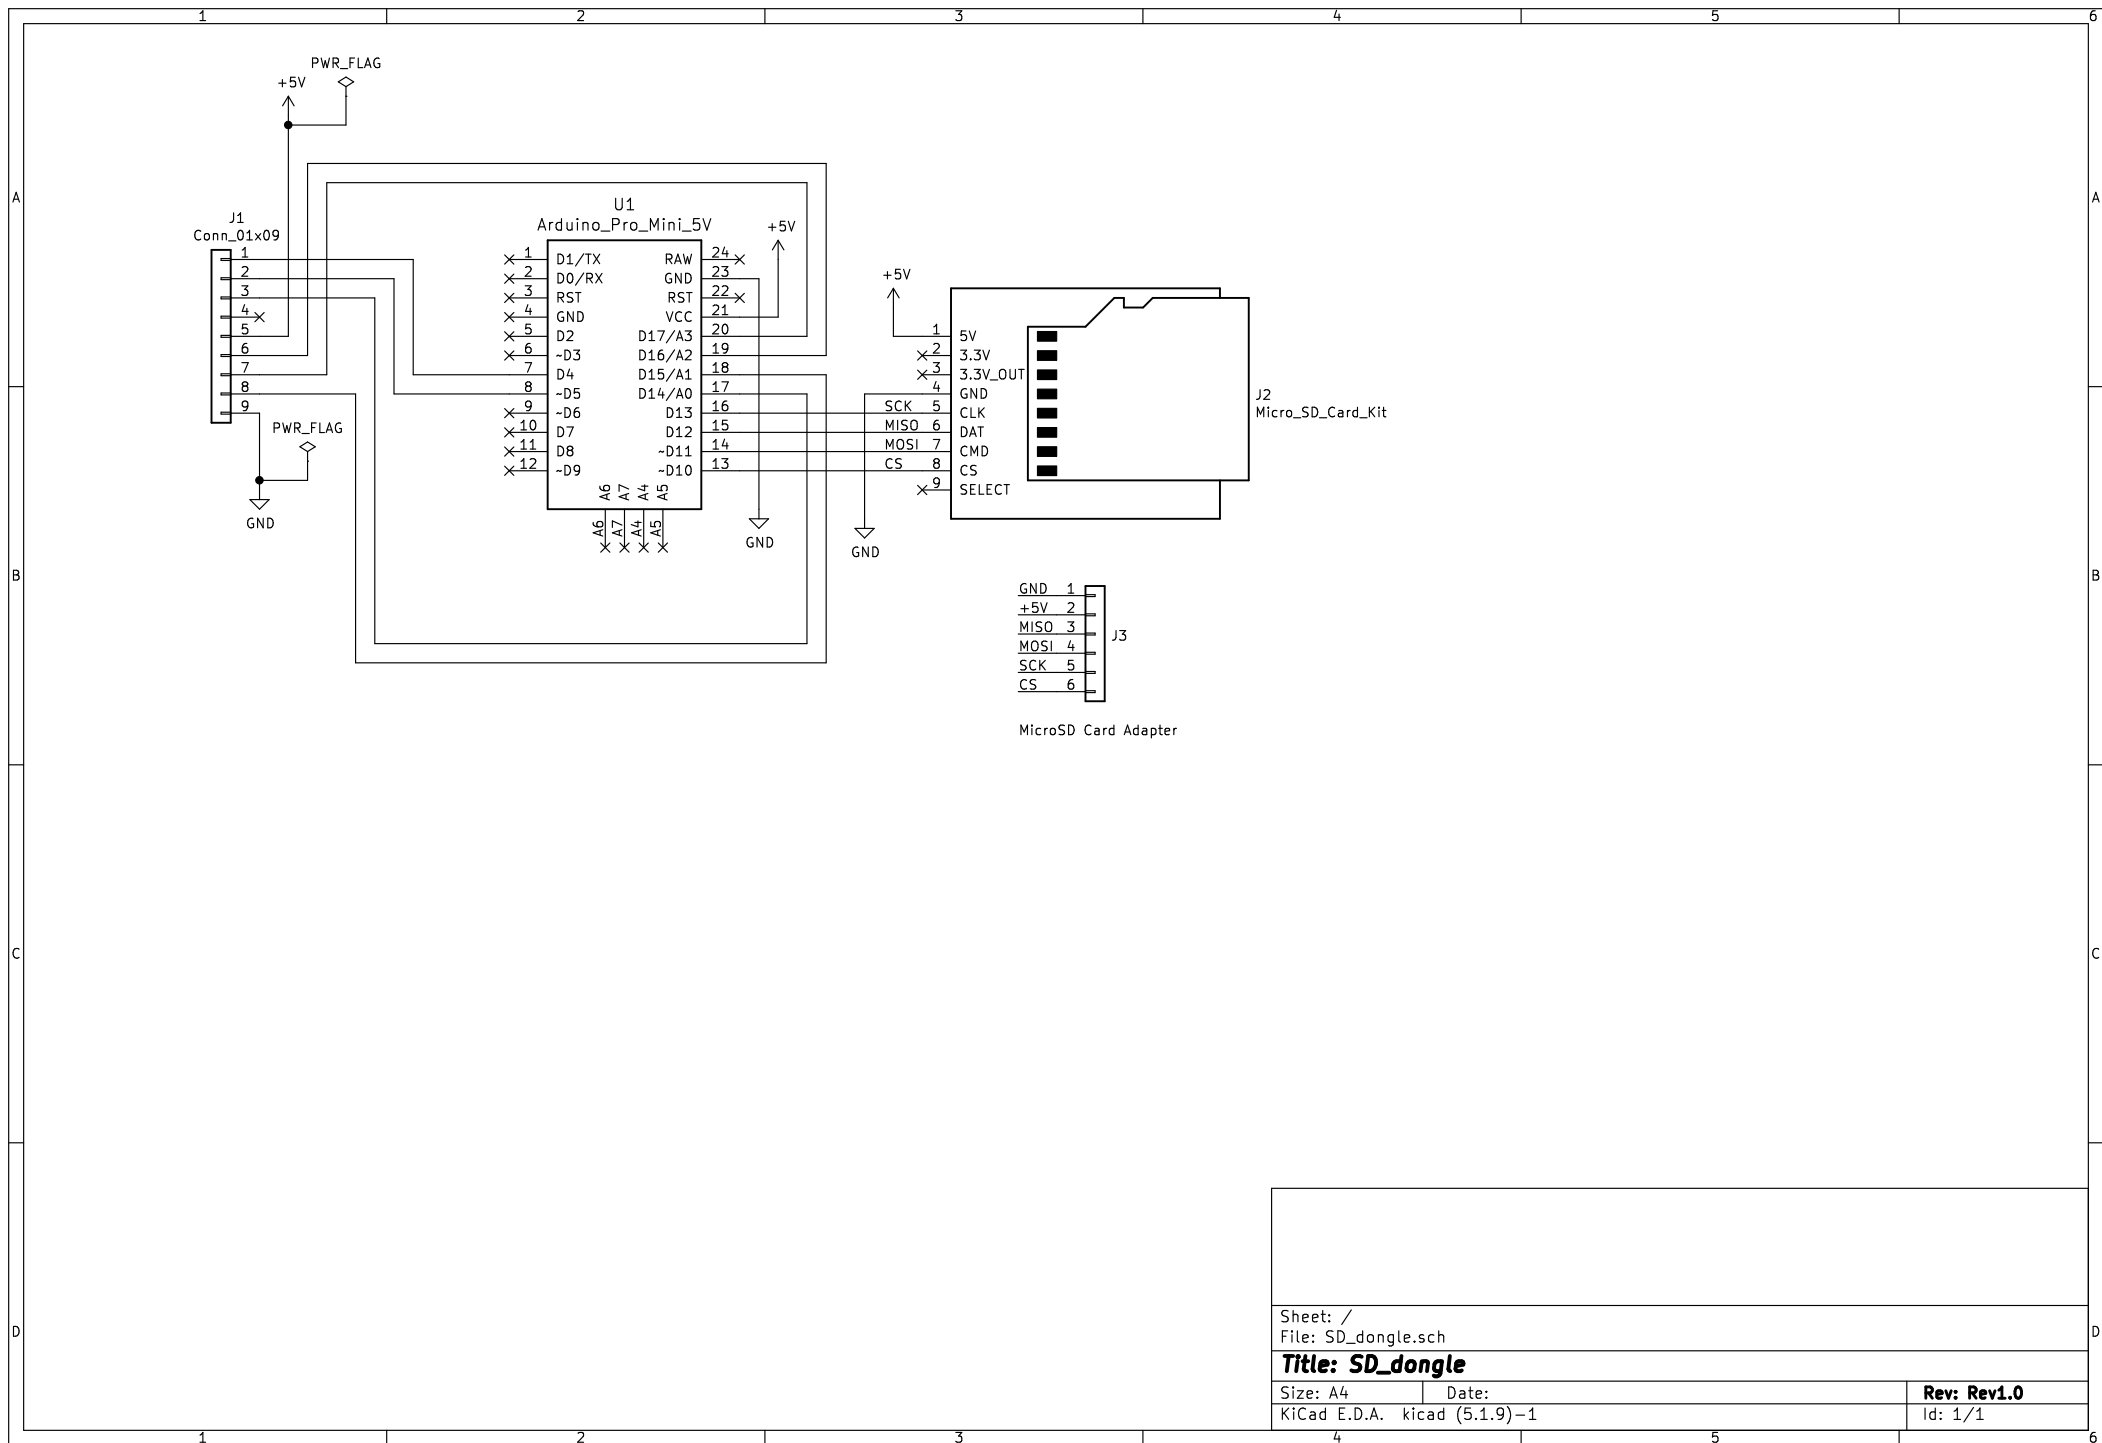 1 2 3 4 5 6
PWR_FLAG
+5V
A A
J1
Conn_01x09
1
2
3
4
5
6
7
8
9
PWR_FLAG
GND
U1
Arduino_Pro_Mini_5V
1 D1/TX RAW 24
2 D0/RX GND 23
3 RST RST 22
4 GND VCC 21
5 D2 D17/A3 20
6 ~D3 D16/A2 19
7 D4 D15/A1 18
8 ~D5 D14/A0 17
9 ~D6 D13 16
10 D7 D12 15
11 D8 ~D11 14
12 ~D9 ~D10 13
A6 A7 A4 A5
A6 A7 A4 A5
+5V
GND
+5V
1 5V
2 3.3V
3 3.3V_OUT
4 GND
SCK 5 CLK
MISO 6 DAT
MOSI 7 CMD
CS 8 CS
9 SELECT
GND
J2
Micro_SD_Card_Kit
B B
GND 1
+5V 2
MISO 3
MOSI 4
SCK 5
CS 6
J3
MicroSD Card Adapter
C C
D D
Sheet: /
File: SD_dongle.sch
Title: SD_dongle
Size: A4 Date: Rev: Rev1.0
KiCad E.D.A. kicad (5.1.9)-1 Id: 1/1
1 2 3 4 5 6